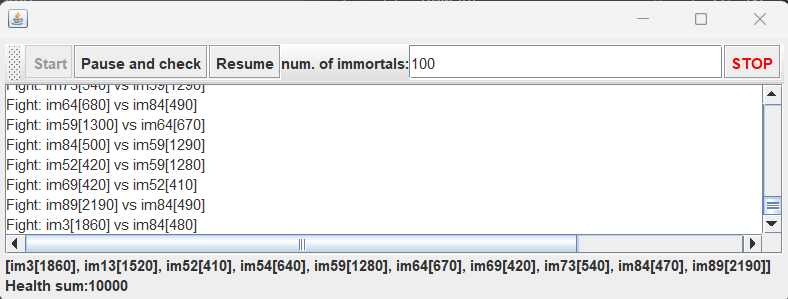 Start Pause and check Resume num. of immortals: 100 STOP
Fight: im73[540] vs im59[1290]
Fight: im64[680] vs im84[490]
Fight: im59[1300] vs im64[670]
Fight: im84[500] vs im59[1290]
Fight: im52[420] vs im59[1280]
Fight: im69[420] vs im52[410]
Fight: im89[2190] vs im84[490]
Fight: im3[1860] vs im84[480]
[im3[1860], im13[1520], im52[410], im54[640], im59[1280], im64[670], im69[420], im73[540], im84[470], im89[2190]]
Health sum:10000